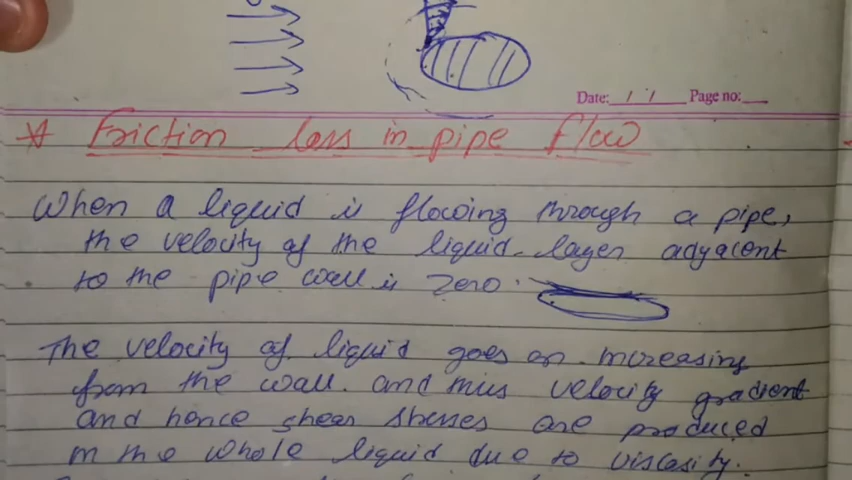 Date: / / Page no:
* Friction loss in pipe flow
When a liquid is flowing through a pipe,
the velocity of the liquid layer adyacent
to the pipe wall is zero.
The velocity of liquid goes on increasing
from the wall and thus velocity gradient
and hence shear stresses are produced
in the whole liquid due to viscosity.